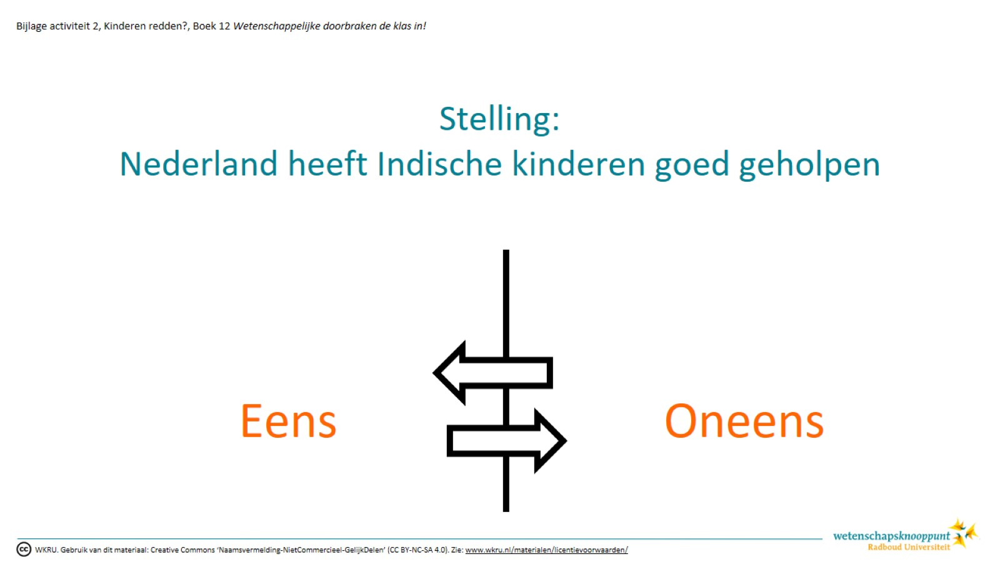 Bijlage activiteit 2, Kinderen redden?, Boek 12 Wetenschappelijke doorbraken de klas in!
Stelling:
Nederland heeft Indische kinderen goed geholpen
Eens
Oneens
wetenschapsknooppunt
Radboud Universiteit
cc WKRU. Gebruik van dit materiaal: Creative Commons ‘Naamsvermelding-NietCommercieel-GelijkDelen’ (CC BY-NC-SA 4.0). Zie: www.wkru.nl/materialen/licentievoorwaarden/